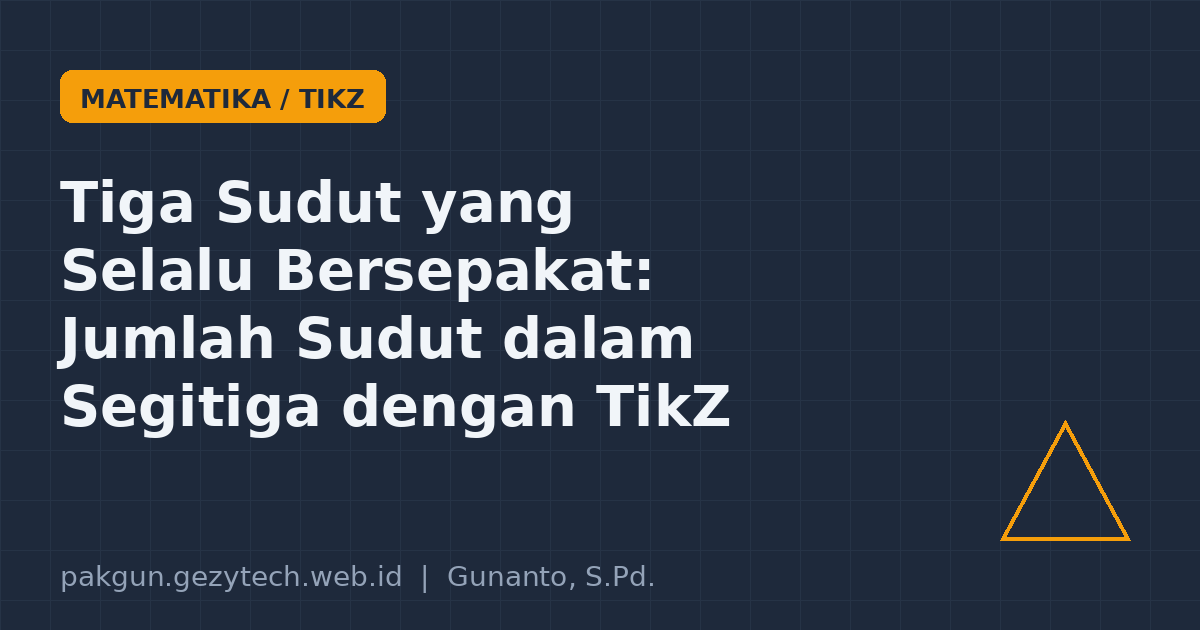 MATEMATIKA / TIKZ
Tiga Sudut yang
Selalu Bersepakat:
Jumlah Sudut dalam
Segitiga dengan TikZ
pakgun.gezytech.web.id | Gunanto, S.Pd.